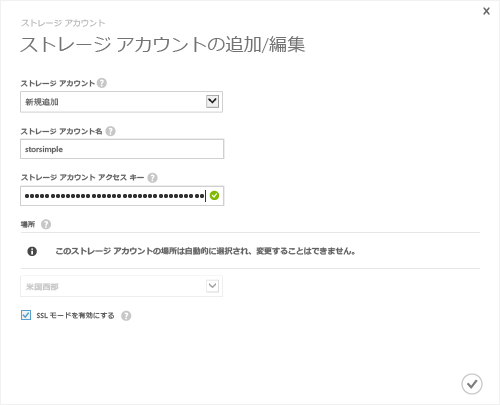 ストレージ アカウント
ストレージ アカウントの追加/編集
ストレージ アカウント ?
新規追加
ストレージ アカウント名 ?
storsimple
ストレージ アカウント アクセス キー ?
場所 ?
このストレージ アカウントの場所は自動的に選択され、変更することはできません。
米国西部
SSL モードを有効にする ?